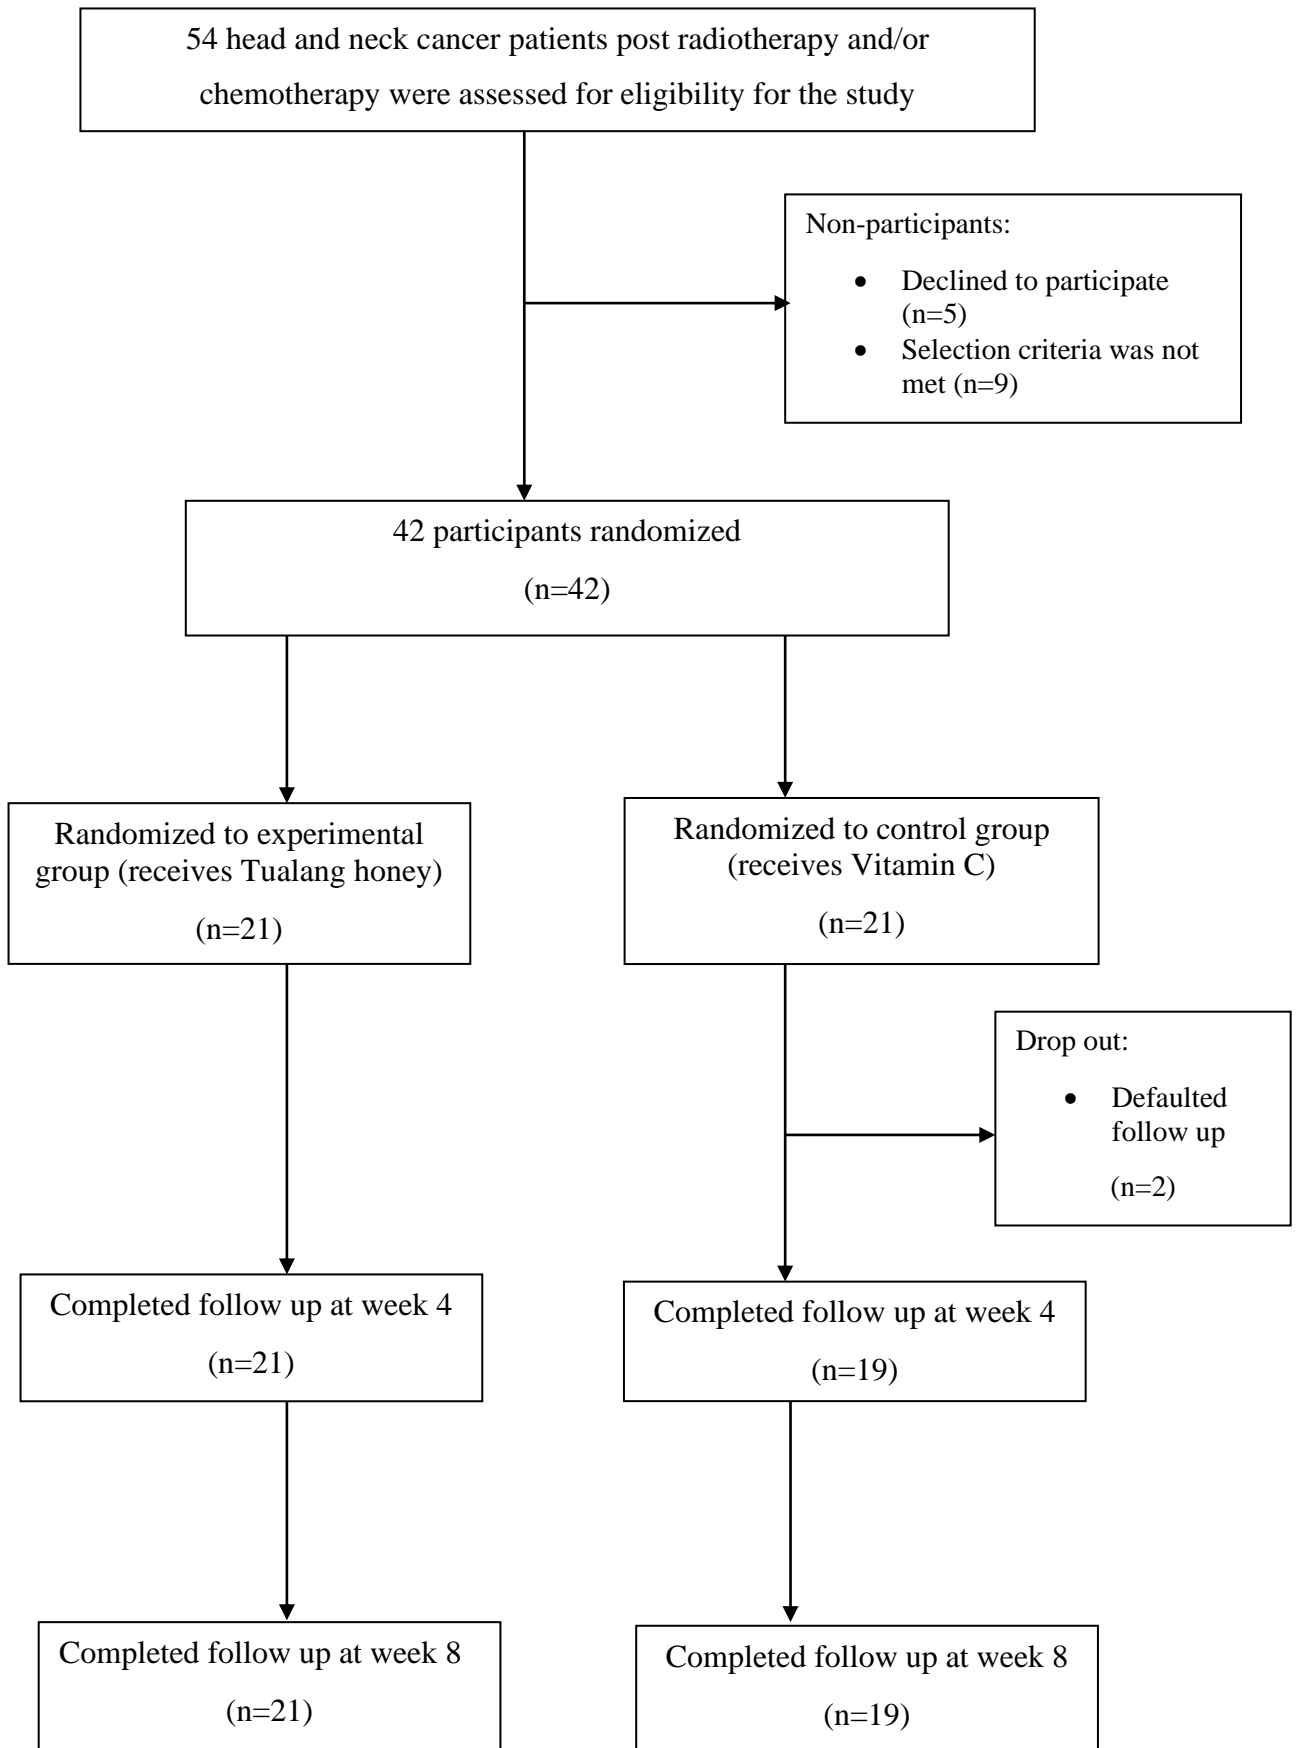 54 head and neck cancer patients post radiotherapy and/or
chemotherapy were assessed for eligibility for the study
Non-participants:
• Declined to participate
(n=5)
• Selection criteria was not
met (n=9)
42 participants randomized
(n=42)
Randomized to experimental
group (receives Tualang honey)
(n=21)
Randomized to control group
(receives Vitamin C)
(n=21)
Drop out:
• Defaulted
follow up
(n=2)
Completed follow up at week 4
(n=21)
Completed follow up at week 4
(n=19)
Completed follow up at week 8
(n=21)
Completed follow up at week 8
(n=19)